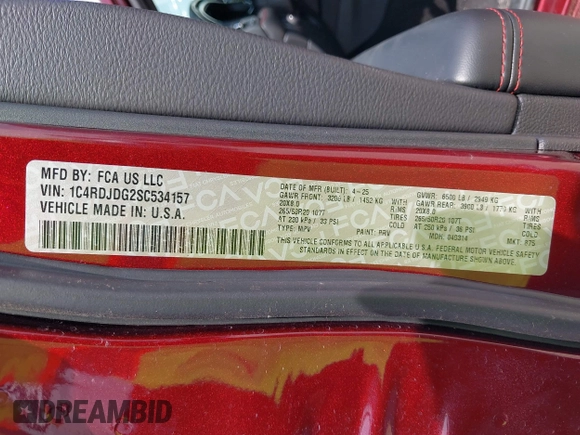 MFD BY: FCA US LLC
VIN: 1C4RDJDG2SC534157
VEHICLE MADE IN: U.S.A.
DATE OF MFR (BUILT): 4-25
GVWR: 6500 LB / 2949 KG
GAWR FRONT: 3200 LB / 1452 KG WITH
GAWR REAR: 3900 LB / 1770 KG WITH
20X8.0 RIMS
20X8.0 RIMS
265/50R20 107T TIRES
265/50R20 107T TIRES
AT 230 kPa / 33 PSI COLD
AT 250 kPa / 36 PSI COLD
TYPE: MPV PAINT: PRV MDH: 040314 MKT: 975
THIS VEHICLE CONFORMS TO ALL APPLICABLE U.S.A. FEDERAL MOTOR VEHICLE SAFETY
STANDARDS IN EFFECT ON THE DATE OF MANUFACTURE SHOWN ABOVE.
DREAMBID